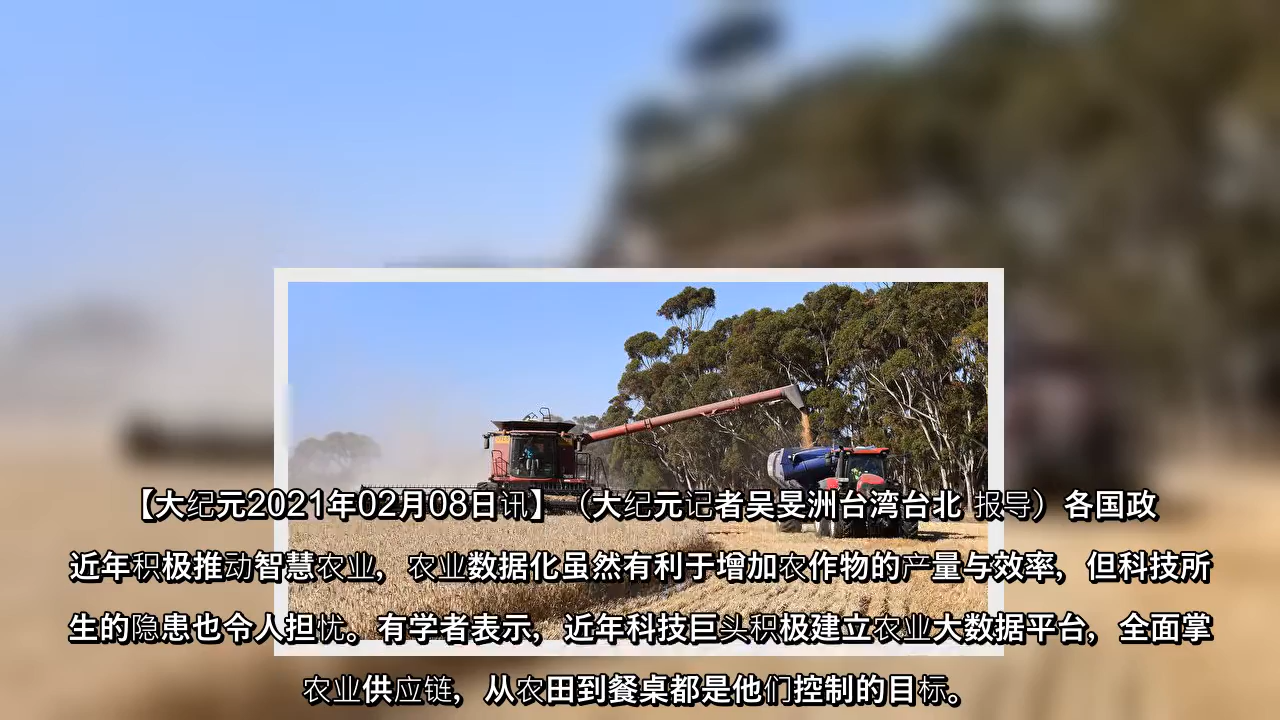 【大纪元2021年02月08日讯】（大纪元记者吴旻洲台湾台北 报导）各国政
近年积极推动智慧农业，农业数据化虽然有利于增加农作物的产量与效率，但科技所
生的隐患也令人担忧。有学者表示，近年科技巨头积极建立农业大数据平台，全面掌
农业供应链，从农田到餐桌都是他们控制的目标。